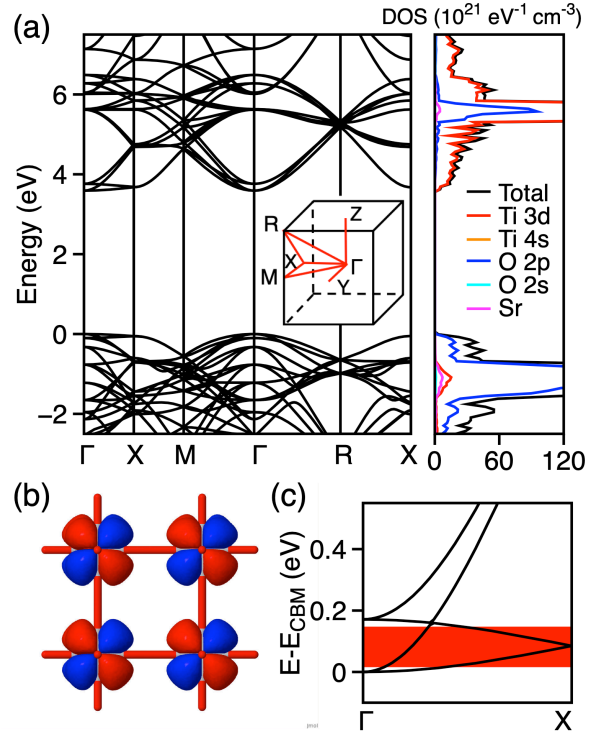 (a)
DOS (10²¹ eV⁻¹ cm⁻³)
Energy (eV)
6
4
2
0
−2
Γ X M Γ R X
R
Z
X
Γ
M
Y
Total
Ti 3d
Ti 4s
O 2p
O 2s
Sr
0 60 120
(b)
(c)
E-E_CBM (eV)
0.4
0.2
0
Γ X